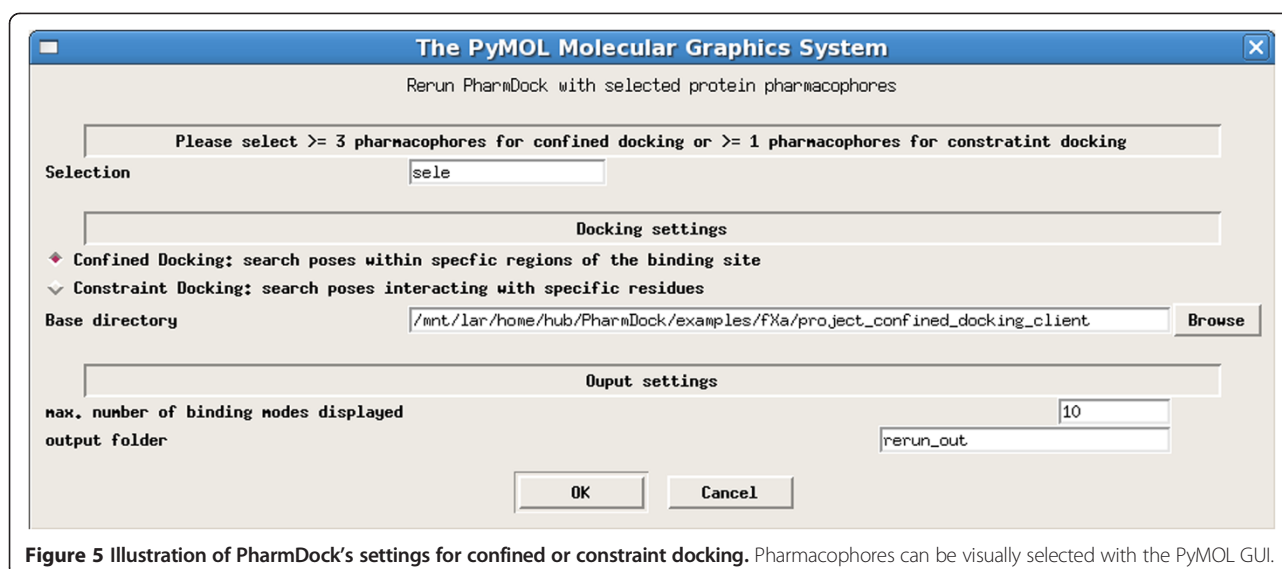 The PyMOL Molecular Graphics System
Rerun PharmDock with selected protein pharmacophores
Please select >= 3 pharmacophores for confined docking or >= 1 pharmacophores for constratint docking
Selection sele
Docking settings
Confined Docking: search poses within specfic regions of the binding site
Constraint Docking: search poses interacting with specific residues
Base directory /mnt/lar/home/hub/PharmDock/examples/fXa/project_confined_docking_client Browse
Ouput settings
max. number of binding modes displayed 10
output folder rerun_out
OK Cancel
Figure 5 Illustration of PharmDock's settings for confined or constraint docking. Pharmacophores can be visually selected with the PyMOL GUI.